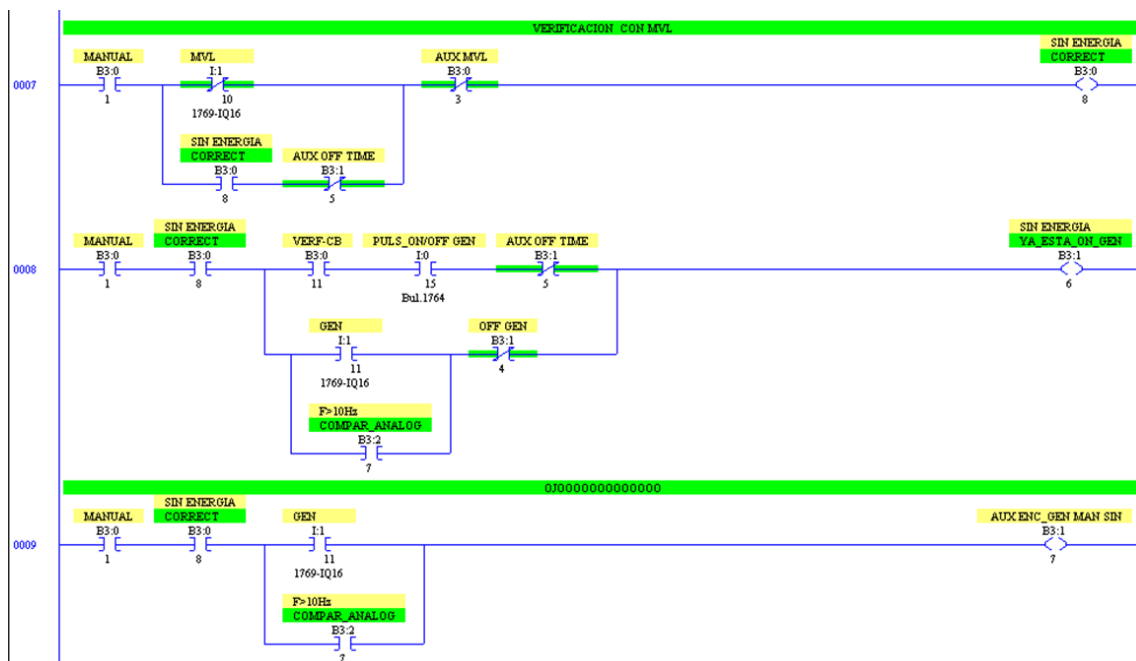 VERIFICACION CON MVL
SIN ENERGIA
MANUAL MVL AUX MVL CORRECT
B3:0 I:1 B3:0 B3:0
0007
1 10 3 8
1769-IQ16
SIN ENERGIA
CORRECT AUX OFF TIME
B3:0 B3:1
8 5
SIN ENERGIA SIN ENERGIA
MANUAL CORRECT VERF-CB PULS_ON/OFF GEN AUX OFF TIME YA_ESTA_ON_GEN
B3:0 B3:0 B3:0 I:0 B3:1 B3:1
0008
1 8 11 15 5 6
Bul.1764
GEN OFF GEN
I:1 B3:1
11 4
1769-IQ16
F>10Hz
COMPAR_ANALOG
B3:2
7
OJOOOOOOOOOOOOO
SIN ENERGIA
MANUAL CORRECT GEN AUX ENC_GEN MAN SIN
B3:0 B3:0 I:1 B3:1
0009
1 8 11 7
1769-IQ16
F>10Hz
COMPAR_ANALOG
B3:2
7